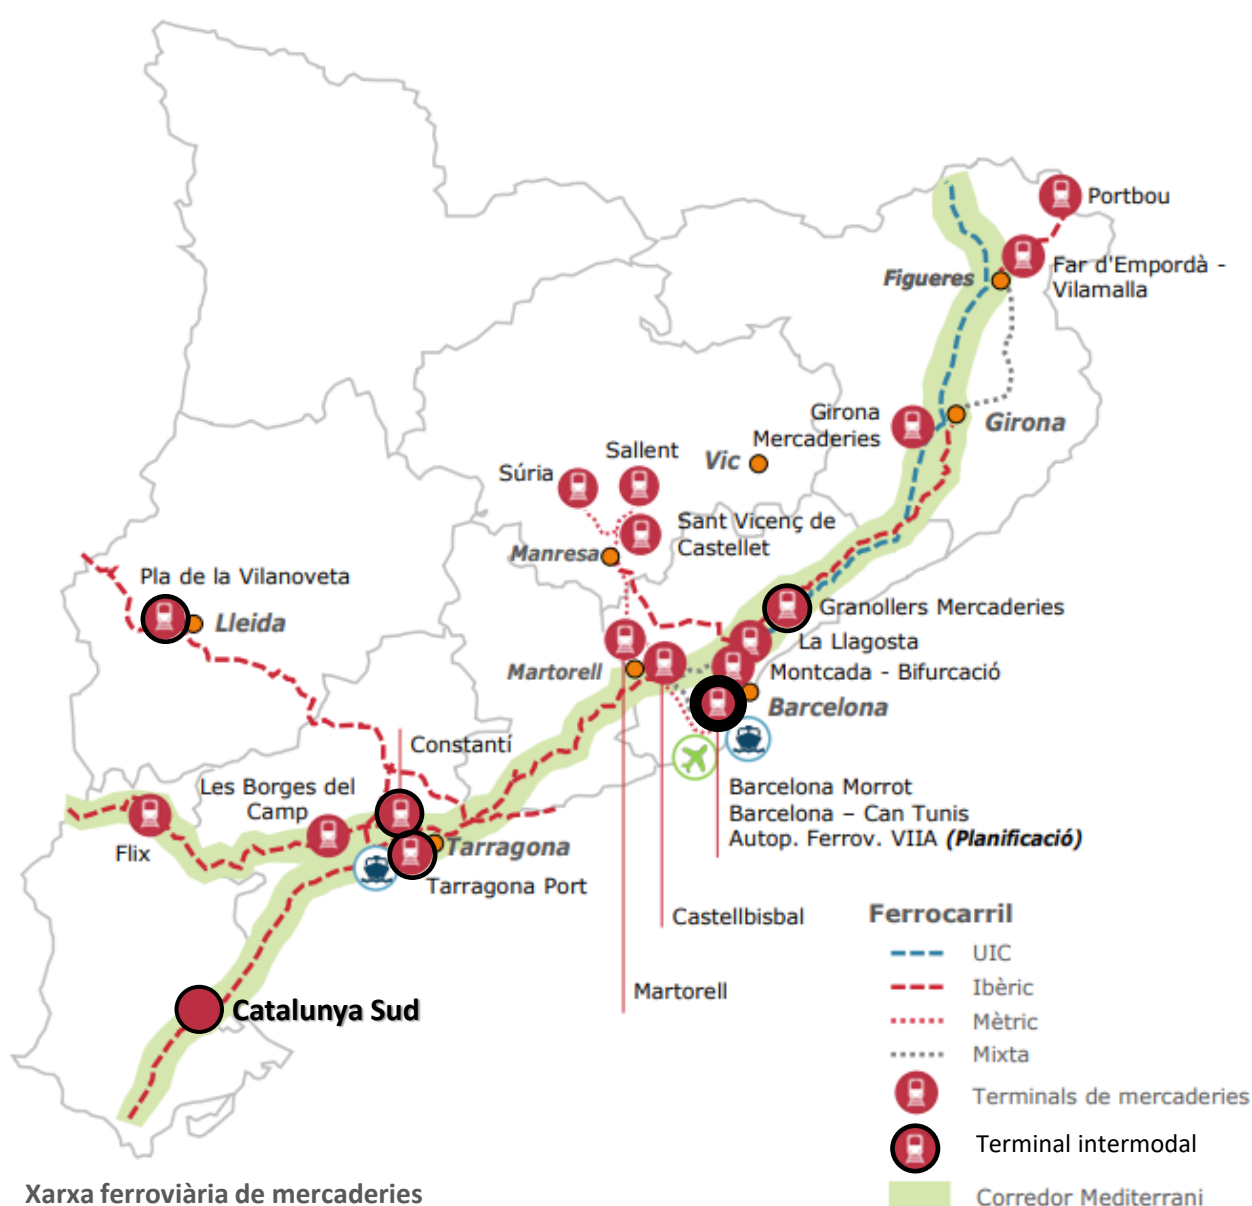 Portbou
Far d'Empordà -
Vilamalla
Figueres
Girona
Mercaderies
Girona
Sallent
Vic
Súria
Sant Vicenç de
Castellet
Manresa
Pla de la Vilanoveta
Lleida
Granollers Mercaderies
La Llagosta
Martorell
Montcada - Bifurcació
Barcelona
Constantí
Les Borges del
Camp
Barcelona Morrot
Barcelona – Can Tunis
Autop. Ferrov. VIIA (Planificació)
Flix
Tarragona
Tarragona Port
Castellbisbal
Martorell
Catalunya Sud
Ferrocarril
UIC
Ibèric
Mètric
Mixta
Terminals de mercaderies
Terminal intermodal
Corredor Mediterrani
Xarxa ferroviària de mercaderies